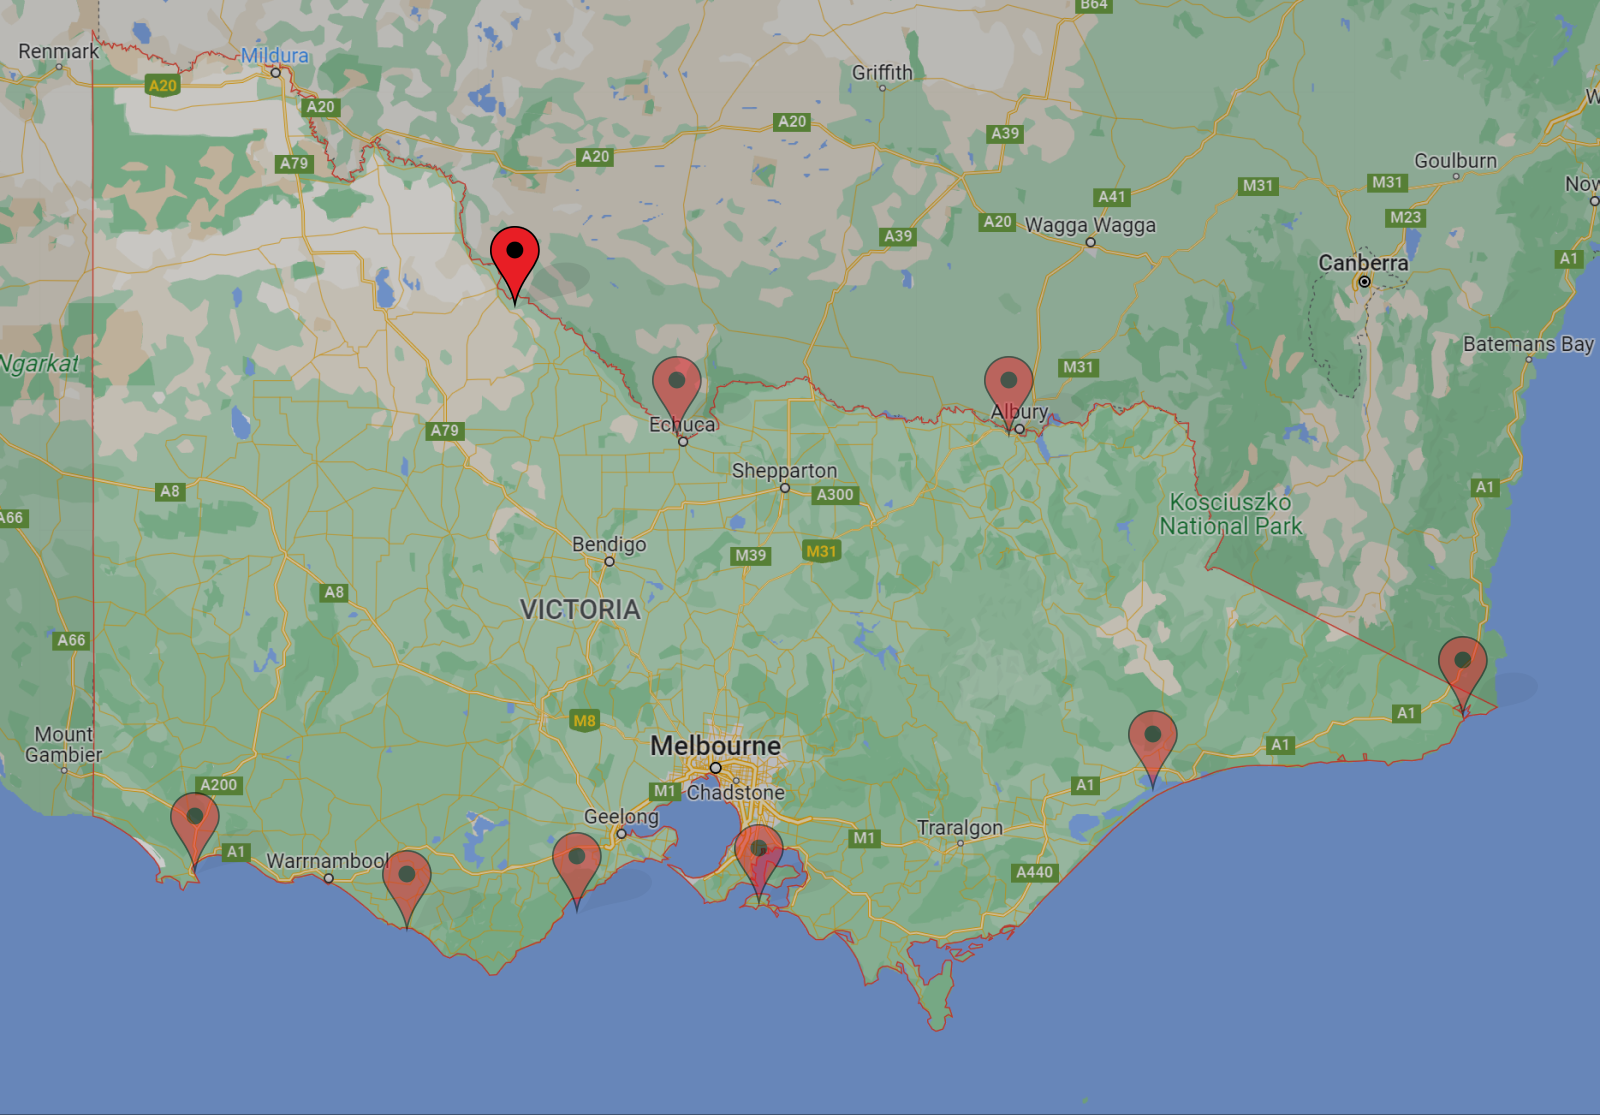 B64
Renmark
Mildura
A20
A20
Griffith
A20
A39
W
A79
A20
Goulburn
M31
M31
Now
A41
M23
A20
Wagga Wagga
A39
Canberra
A1
Batemans Bay
Ngarkat
M31
Albury
Echuca
A79
Shepparton
A8
A300
A1
Kosciuszko
National Park
A66
Bendigo
M39
M31
A8
VICTORIA
A66
M8
A1
Mount
Gambier
Melbourne
A1
A200
M1
Chadstone
A1
Geelong
Traralgon
M1
A1
Warrnambool
A440